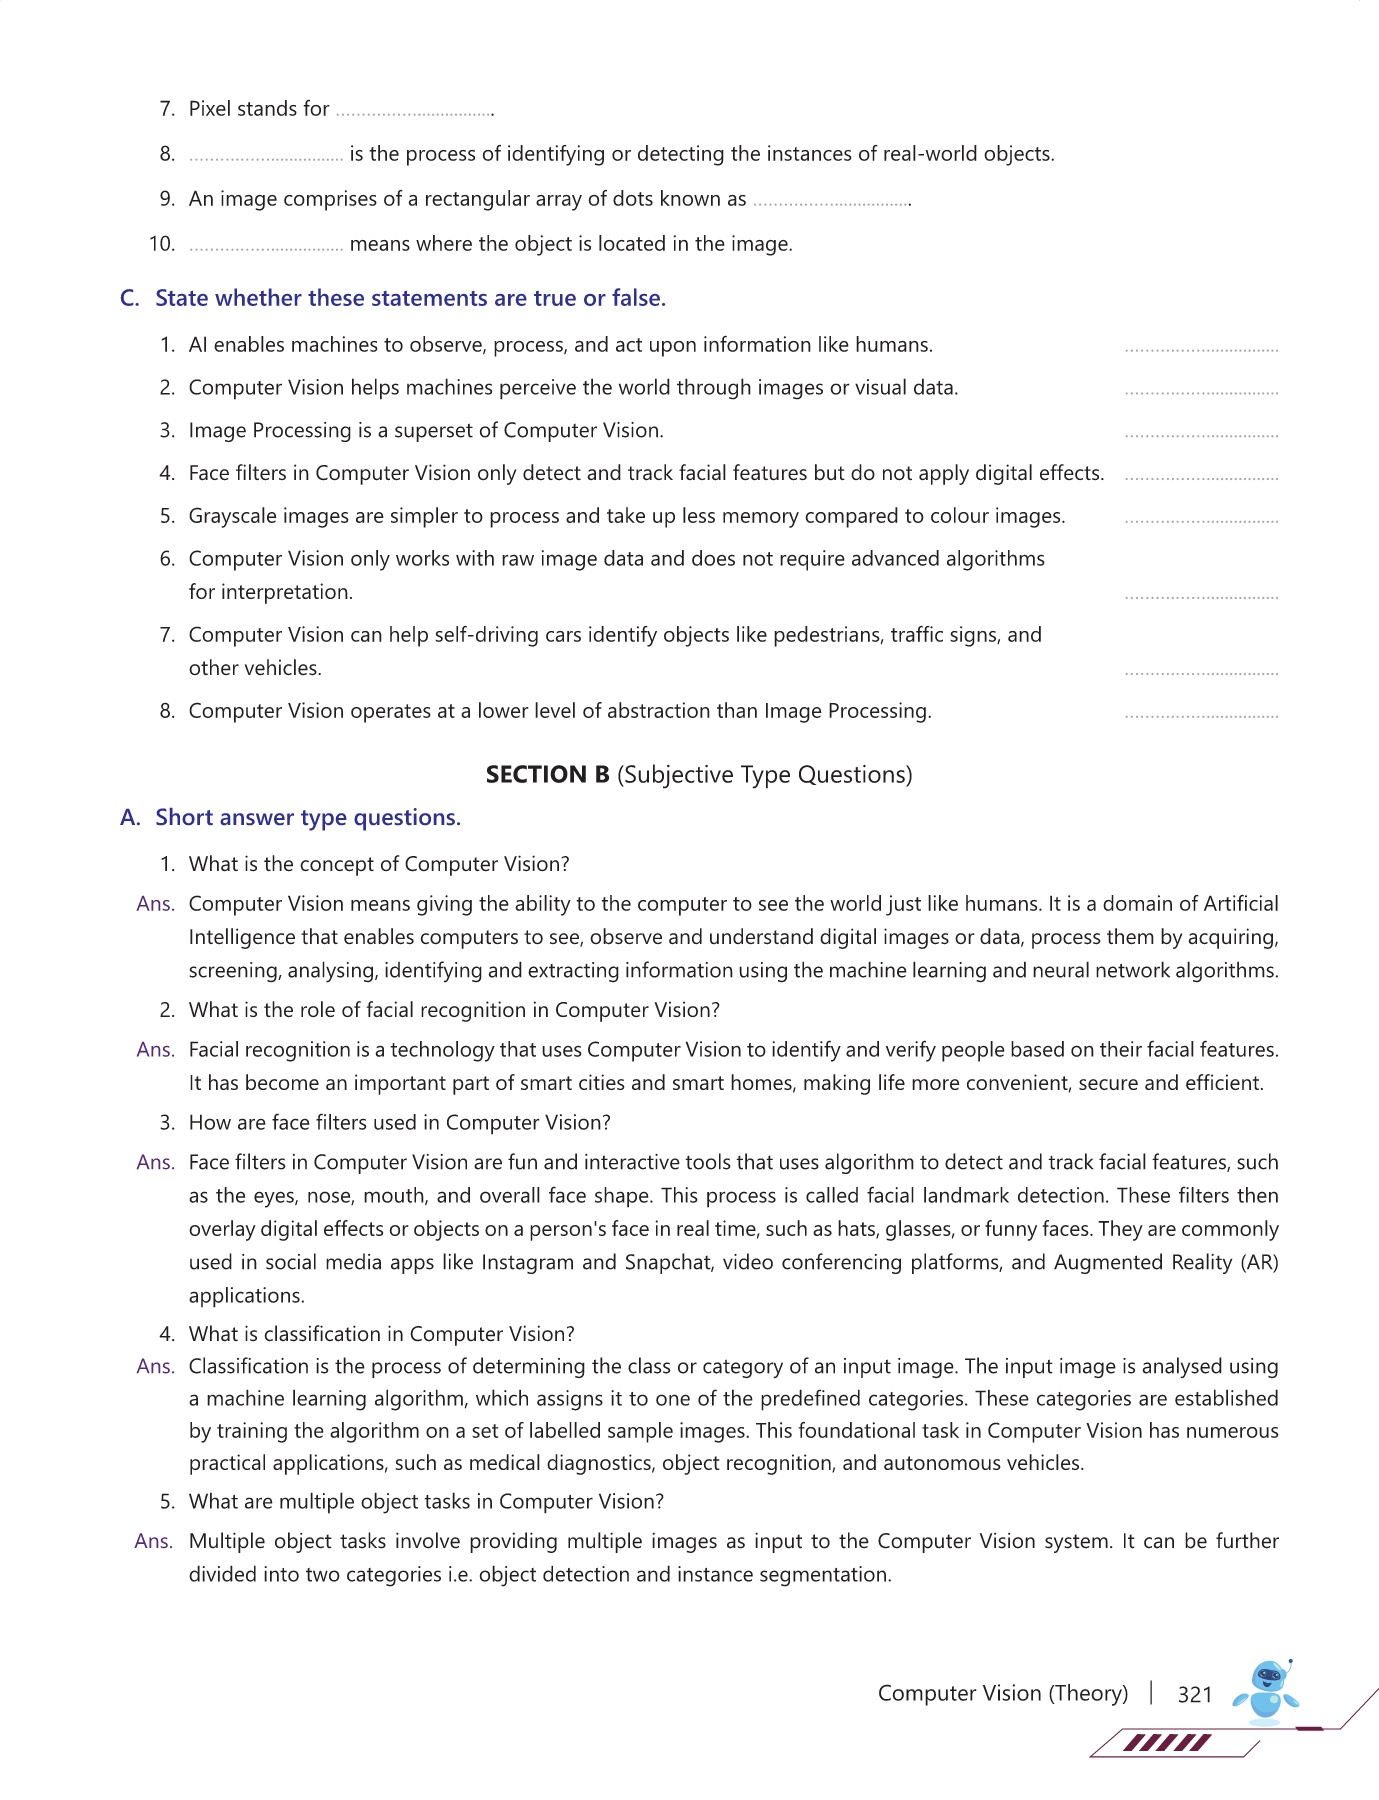 7. Pixel stands for ................................
8. ............................... is the process of identifying or detecting the instances of real-world objects.
9. An image comprises of a rectangular array of dots known as ................................
10. ............................... means where the object is located in the image.
C. State whether these statements are true or false.
1. AI enables machines to observe, process, and act upon information like humans. ...............................
2. Computer Vision helps machines perceive the world through images or visual data. ...............................
3. Image Processing is a superset of Computer Vision. ...............................
4. Face filters in Computer Vision only detect and track facial features but do not apply digital effects. ...............................
5. Grayscale images are simpler to process and take up less memory compared to colour images. ...............................
6. Computer Vision only works with raw image data and does not require advanced algorithms
for interpretation. ...............................
7. Computer Vision can help self-driving cars identify objects like pedestrians, traffic signs, and
other vehicles. ...............................
8. Computer Vision operates at a lower level of abstraction than Image Processing. ...............................
SECTION B (Subjective Type Questions)
A. Short answer type questions.
1. What is the concept of Computer Vision?
Ans. Computer Vision means giving the ability to the computer to see the world just like humans. It is a domain of Artificial
Intelligence that enables computers to see, observe and understand digital images or data, process them by acquiring,
screening, analysing, identifying and extracting information using the machine learning and neural network algorithms.
2. What is the role of facial recognition in Computer Vision?
Ans. Facial recognition is a technology that uses Computer Vision to identify and verify people based on their facial features.
It has become an important part of smart cities and smart homes, making life more convenient, secure and efficient.
3. How are face filters used in Computer Vision?
Ans. Face filters in Computer Vision are fun and interactive tools that uses algorithm to detect and track facial features, such
as the eyes, nose, mouth, and overall face shape. This process is called facial landmark detection. These filters then
overlay digital effects or objects on a person's face in real time, such as hats, glasses, or funny faces. They are commonly
used in social media apps like Instagram and Snapchat, video conferencing platforms, and Augmented Reality (AR)
applications.
4. What is classification in Computer Vision?
Ans. Classification is the process of determining the class or category of an input image. The input image is analysed using
a machine learning algorithm, which assigns it to one of the predefined categories. These categories are established
by training the algorithm on a set of labelled sample images. This foundational task in Computer Vision has numerous
practical applications, such as medical diagnostics, object recognition, and autonomous vehicles.
5. What are multiple object tasks in Computer Vision?
Ans. Multiple object tasks involve providing multiple images as input to the Computer Vision system. It can be further
divided into two categories i.e. object detection and instance segmentation.
Computer Vision (Theory) | 321